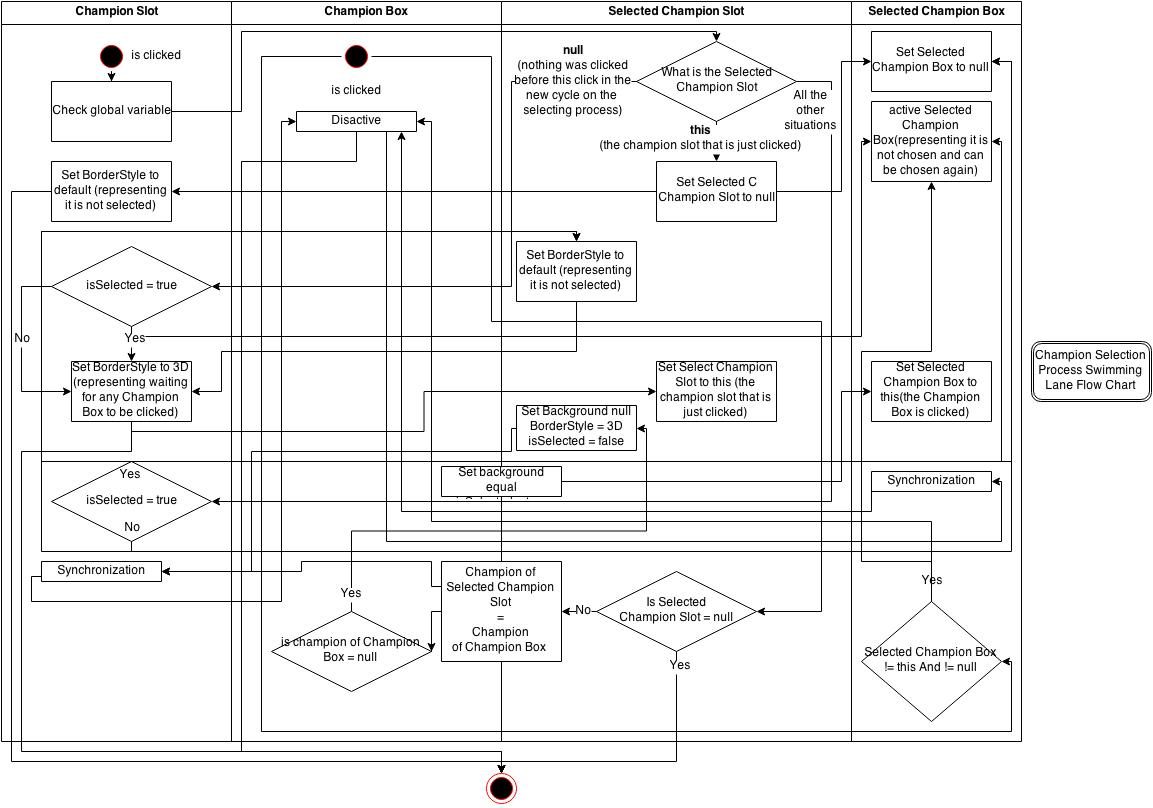 Champion Slot
Champion Box
Selected Champion Slot
Selected Champion Box
is clicked
Check global variable
is clicked
Disactive
null
(nothing was clicked
before this click in the
new cycle on the
selecting process)
What is the Selected
Champion Slot
All the
other
situations
this
(the champion slot that is just clicked)
Set Selected
Champion Box to null
active Selected
Champion
Box(representing it is
not chosen and can
be chosen again)
Set BorderStyle to
default (representing
it is not selected)
Set Selected C
Champion Slot to null
Set BorderStyle to
default (representing
it is not selected)
isSelected = true
No
Yes
Set BorderStyle to 3D
(representing waiting
for any Champion
Box to be clicked)
Set Select Champion
Slot to this (the
champion slot that is
just clicked)
Set Selected
Champion Box to
this(the Champion
Box is clicked)
Champion Selection
Process Swimming
Lane Flow Chart
Set Background null
BorderStyle = 3D
isSelected = false
Yes
isSelected = true
No
Set background
equal
Synchronization
Synchronization
Yes
is champion of Champion
Box = null
Champion of
Selected Champion
Slot
=
Champion
of Champion Box
No
Is Selected
Champion Slot = null
Yes
Yes
Selected Champion Box
!= this And != null